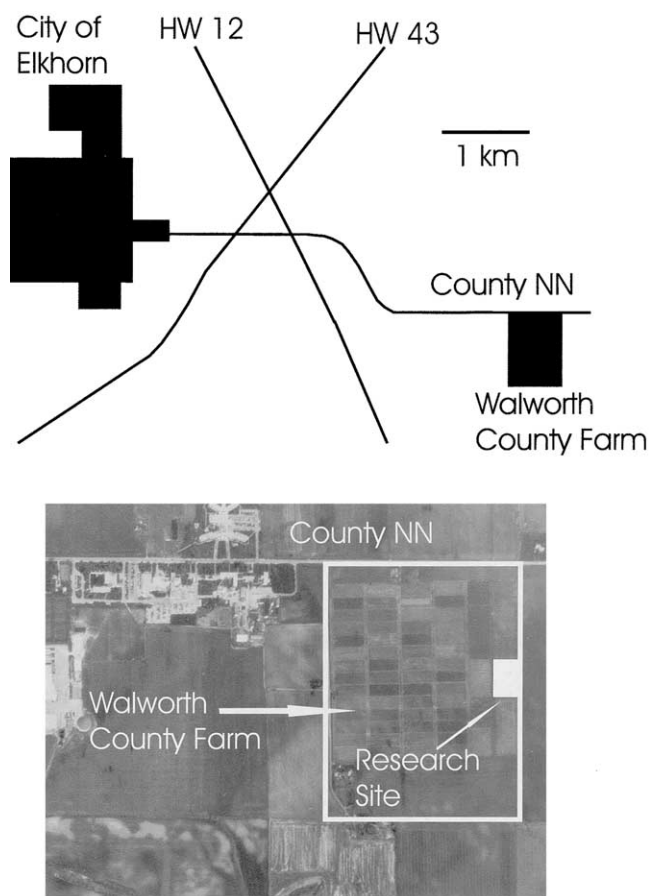 City of
Elkhorn
HW 12
HW 43
1 km
County NN
Walworth
County Farm
County NN
Walworth
County Farm
Research
Site